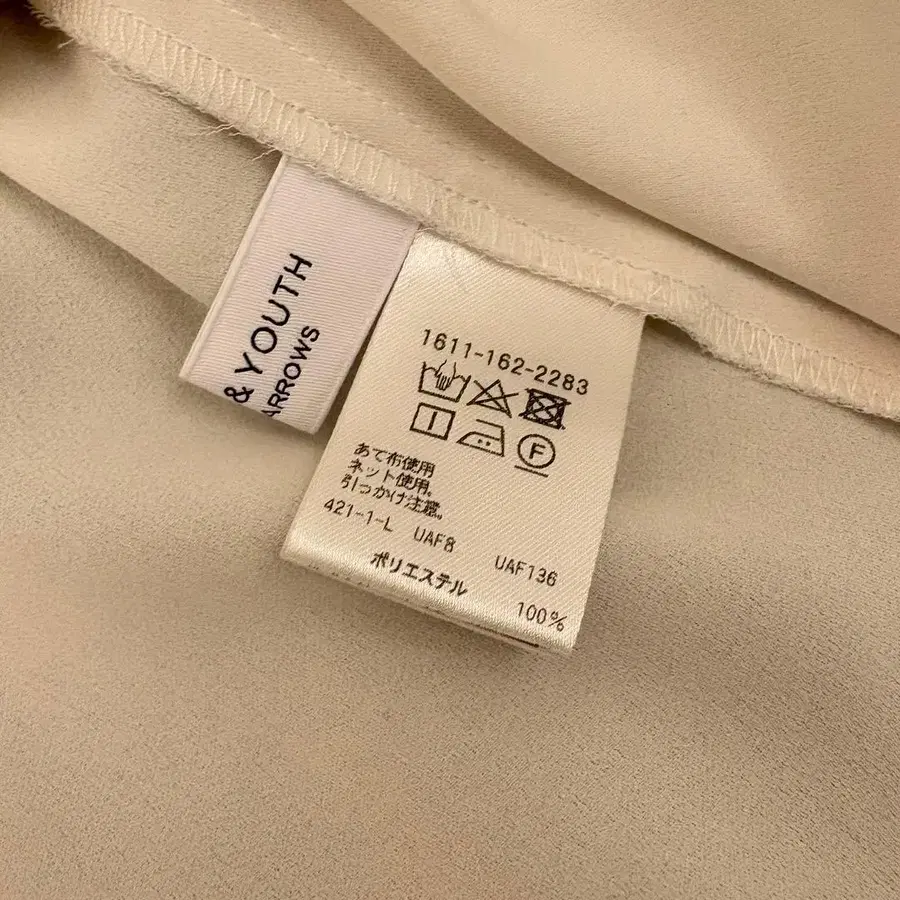 & YOUTH
ARROWS
1611-162-2283
F
あて布使用
ネット使用。
引っかけ注意。
421-1-L UAF8 UAF136
ポリエステル 100%